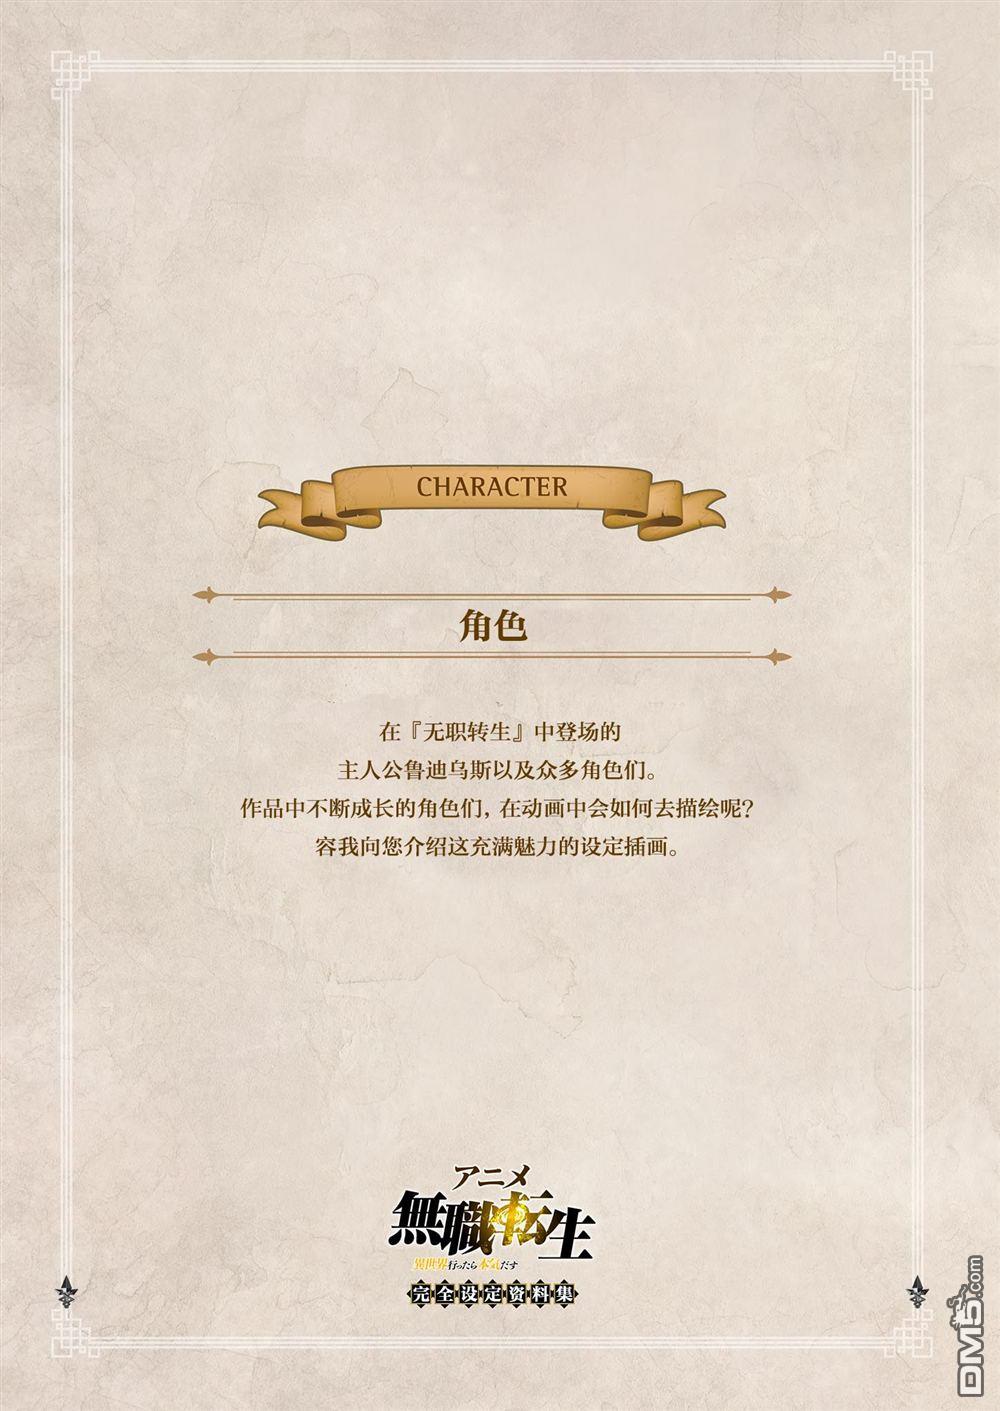 CHARACTER
角色
在『无职转生』中登场的
主人公鲁迪乌斯以及众多角色们。
作品中不断成长的角色们，在动画中会如何去描绘呢？
容我向您介绍这充满魅力的设定插画。
アニメ
無職転生
異世界行ったら本気だす
完全设定资料集
DM5.com